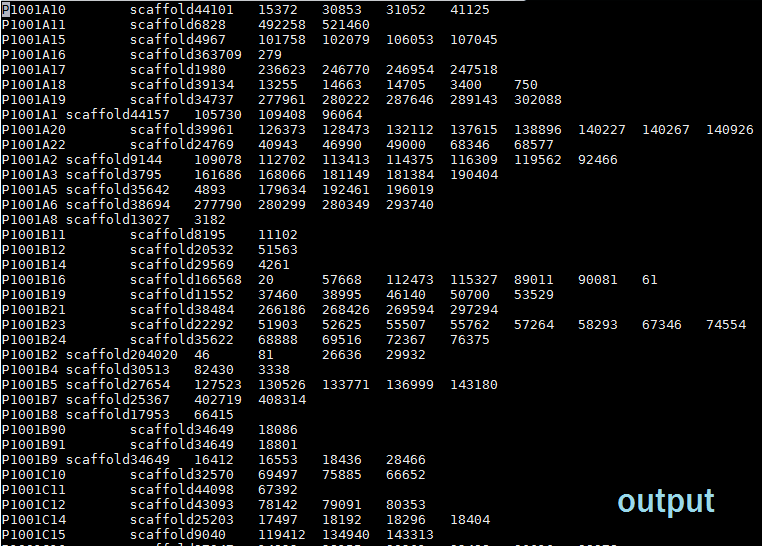 P1001A10 scaffold44101 15372 30853 31052 41125
P1001A11 scaffold6828 492258 521460
P1001A15 scaffold4967 101758 102079 106053 107045
P1001A16 scaffold363709 279
P1001A17 scaffold1980 236623 246770 246954 247518
P1001A18 scaffold39134 13255 14663 14705 3400 750
P1001A19 scaffold34737 277961 280222 287646 289143 302088
P1001A1 scaffold44157 105730 109408 96064
P1001A20 scaffold39961 126373 128473 132112 137615 138896 140227 140267 140926
P1001A22 scaffold24769 40943 46990 49000 68346 68577
P1001A2 scaffold9144 109078 112702 113413 114375 116309 119562 92466
P1001A3 scaffold3795 161686 168066 181149 181384 190404
P1001A5 scaffold35642 4893 179634 192461 196019
P1001A6 scaffold38694 277790 280299 280349 293740
P1001A8 scaffold13027 3182
P1001B11 scaffold8195 11102
P1001B12 scaffold20532 51563
P1001B14 scaffold29569 4261
P1001B16 scaffold166568 20 57668 112473 115327 89011 90081 61
P1001B19 scaffold11552 37460 38995 46140 50700 53529
P1001B21 scaffold38484 266186 268426 269594 297294
P1001B23 scaffold22292 51903 52625 55507 55762 57264 58293 67346 74554
P1001B24 scaffold35622 68888 69516 72367 76375
P1001B2 scaffold204020 46 81 26636 29932
P1001B4 scaffold30513 82430 3338
P1001B5 scaffold27654 127523 130526 133771 136999 143180
P1001B7 scaffold25367 402719 408314
P1001B8 scaffold17953 66415
P1001B90 scaffold34649 18086
P1001B91 scaffold34649 18801
P1001B9 scaffold34649 16412 16553 18436 28466
P1001C10 scaffold32570 69497 75885 66652
P1001C11 scaffold44098 67392
P1001C12 scaffold43093 78142 79091 80353
P1001C14 scaffold25203 17497 18192 18296 18404
P1001C15 scaffold9040 119412 134940 143313
output